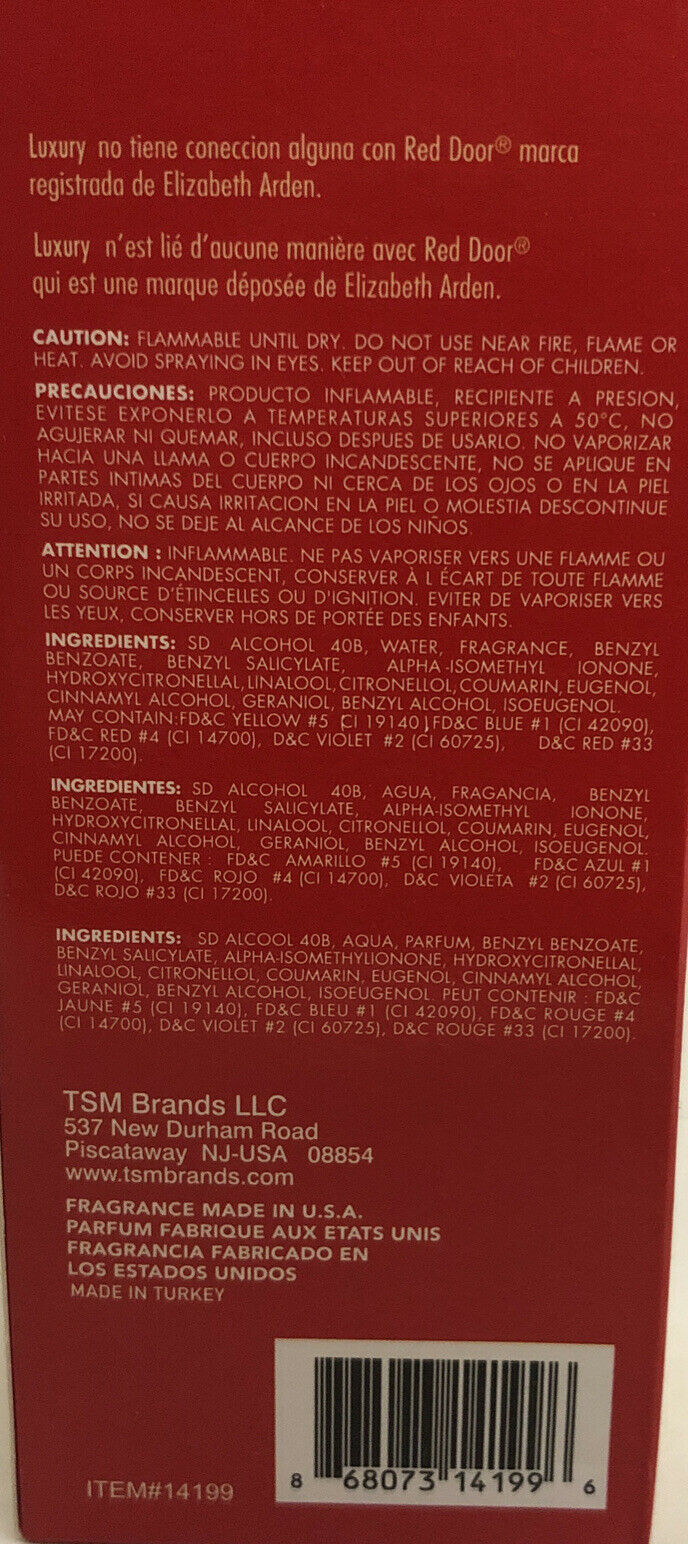 Luxury no tiene coneccion alguna con Red Door® marca
registrada de Elizabeth Arden.
Luxury n'est lié d'aucune manière avec Red Door®
qui est une marque déposée de Elizabeth Arden.
CAUTION: FLAMMABLE UNTIL DRY. DO NOT USE NEAR FIRE, FLAME OR
HEAT. AVOID SPRAYING IN EYES. KEEP OUT OF REACH OF CHILDREN.
PRECAUCIONES: PRODUCTO INFLAMABLE, RECIPIENTE A PRESION,
EVITESE EXPONERLO A TEMPERATURAS SUPERIORES A 50°C, NO
AGUJERAR NI QUEMAR, INCLUSO DESPUES DE USARLO. NO VAPORIZAR
HACIA UNA LLAMA O CUERPO INCANDESCENTE, NO SE APLIQUE EN
PARTES INTIMAS DEL CUERPO NI CERCA DE LOS OJOS O EN LA PIEL
IRRITADA, SI CAUSA IRRITACION EN LA PIEL O MOLESTIA DESCONTINUE
SU USO, NO SE DEJE AL ALCANCE DE LOS NIÑOS.
ATTENTION : INFLAMMABLE. NE PAS VAPORISER VERS UNE FLAMME OU
UN CORPS INCANDESCENT, CONSERVER À L ÉCART DE TOUTE FLAMME
OU SOURCE D'ÉTINCELLES OU D'IGNITION. EVITER DE VAPORISER VERS
LES YEUX, CONSERVER HORS DE PORTÉE DES ENFANTS.
INGREDIENTS: SD ALCOHOL 40B, WATER, FRAGRANCE, BENZYL
BENZOATE, BENZYL SALICYLATE, ALPHA-ISOMETHYL IONONE,
HYDROXYCITRONELLAL, LINALOOL, CITRONELLOL, COUMARIN, EUGENOL,
CINNAMYL ALCOHOL, GERANIOL, BENZYL ALCOHOL, ISOEUGENOL.
MAY CONTAIN:FD&C YELLOW #5 (CI 19140),FD&C BLUE #1 (CI 42090),
FD&C RED #4 (CI 14700), D&C VIOLET #2 (CI 60725), D&C RED #33
(CI 17200).
INGREDIENTES: SD ALCOHOL 40B, AGUA, FRAGANCIA, BENZYL
BENZOATE, BENZYL SALICYLATE, ALPHA-ISOMETHYL IONONE,
HYDROXYCITRONELLAL, LINALOOL, CITRONELLOL, COUMARIN, EUGENOL,
CINNAMYL ALCOHOL, GERANIOL, BENZYL ALCOHOL, ISOEUGENOL.
PUEDE CONTENER : FD&C AMARILLO #5 (CI 19140), FD&C AZUL #1
(CI 42090), FD&C ROJO #4 (CI 14700), D&C VIOLETA #2 (CI 60725),
D&C ROJO #33 (CI 17200).
INGREDIENTS: SD ALCOOL 40B, AQUA, PARFUM, BENZYL BENZOATE,
BENZYL SALICYLATE, ALPHA-ISOMETHYLIONONE, HYDROXYCITRONELLAL,
LINALOOL, CITRONELLOL, COUMARIN, EUGENOL, CINNAMYL ALCOHOL,
GERANIOL, BENZYL ALCOHOL, ISOEUGENOL. PEUT CONTENIR : FD&C
JAUNE #5 (CI 19140), FD&C BLEU #1 (CI 42090), FD&C ROUGE #4
(CI 14700), D&C VIOLET #2 (CI 60725), D&C ROUGE #33 (CI 17200).
TSM Brands LLC
537 New Durham Road
Piscataway NJ-USA 08854
www.tsmbrands.com
FRAGRANCE MADE IN U.S.A.
PARFUM FABRIQUE AUX ETATS UNIS
FRAGRANCIA FABRICADO EN
LOS ESTADOS UNIDOS
MADE IN TURKEY
ITEM#14199
8 68073 14199 6